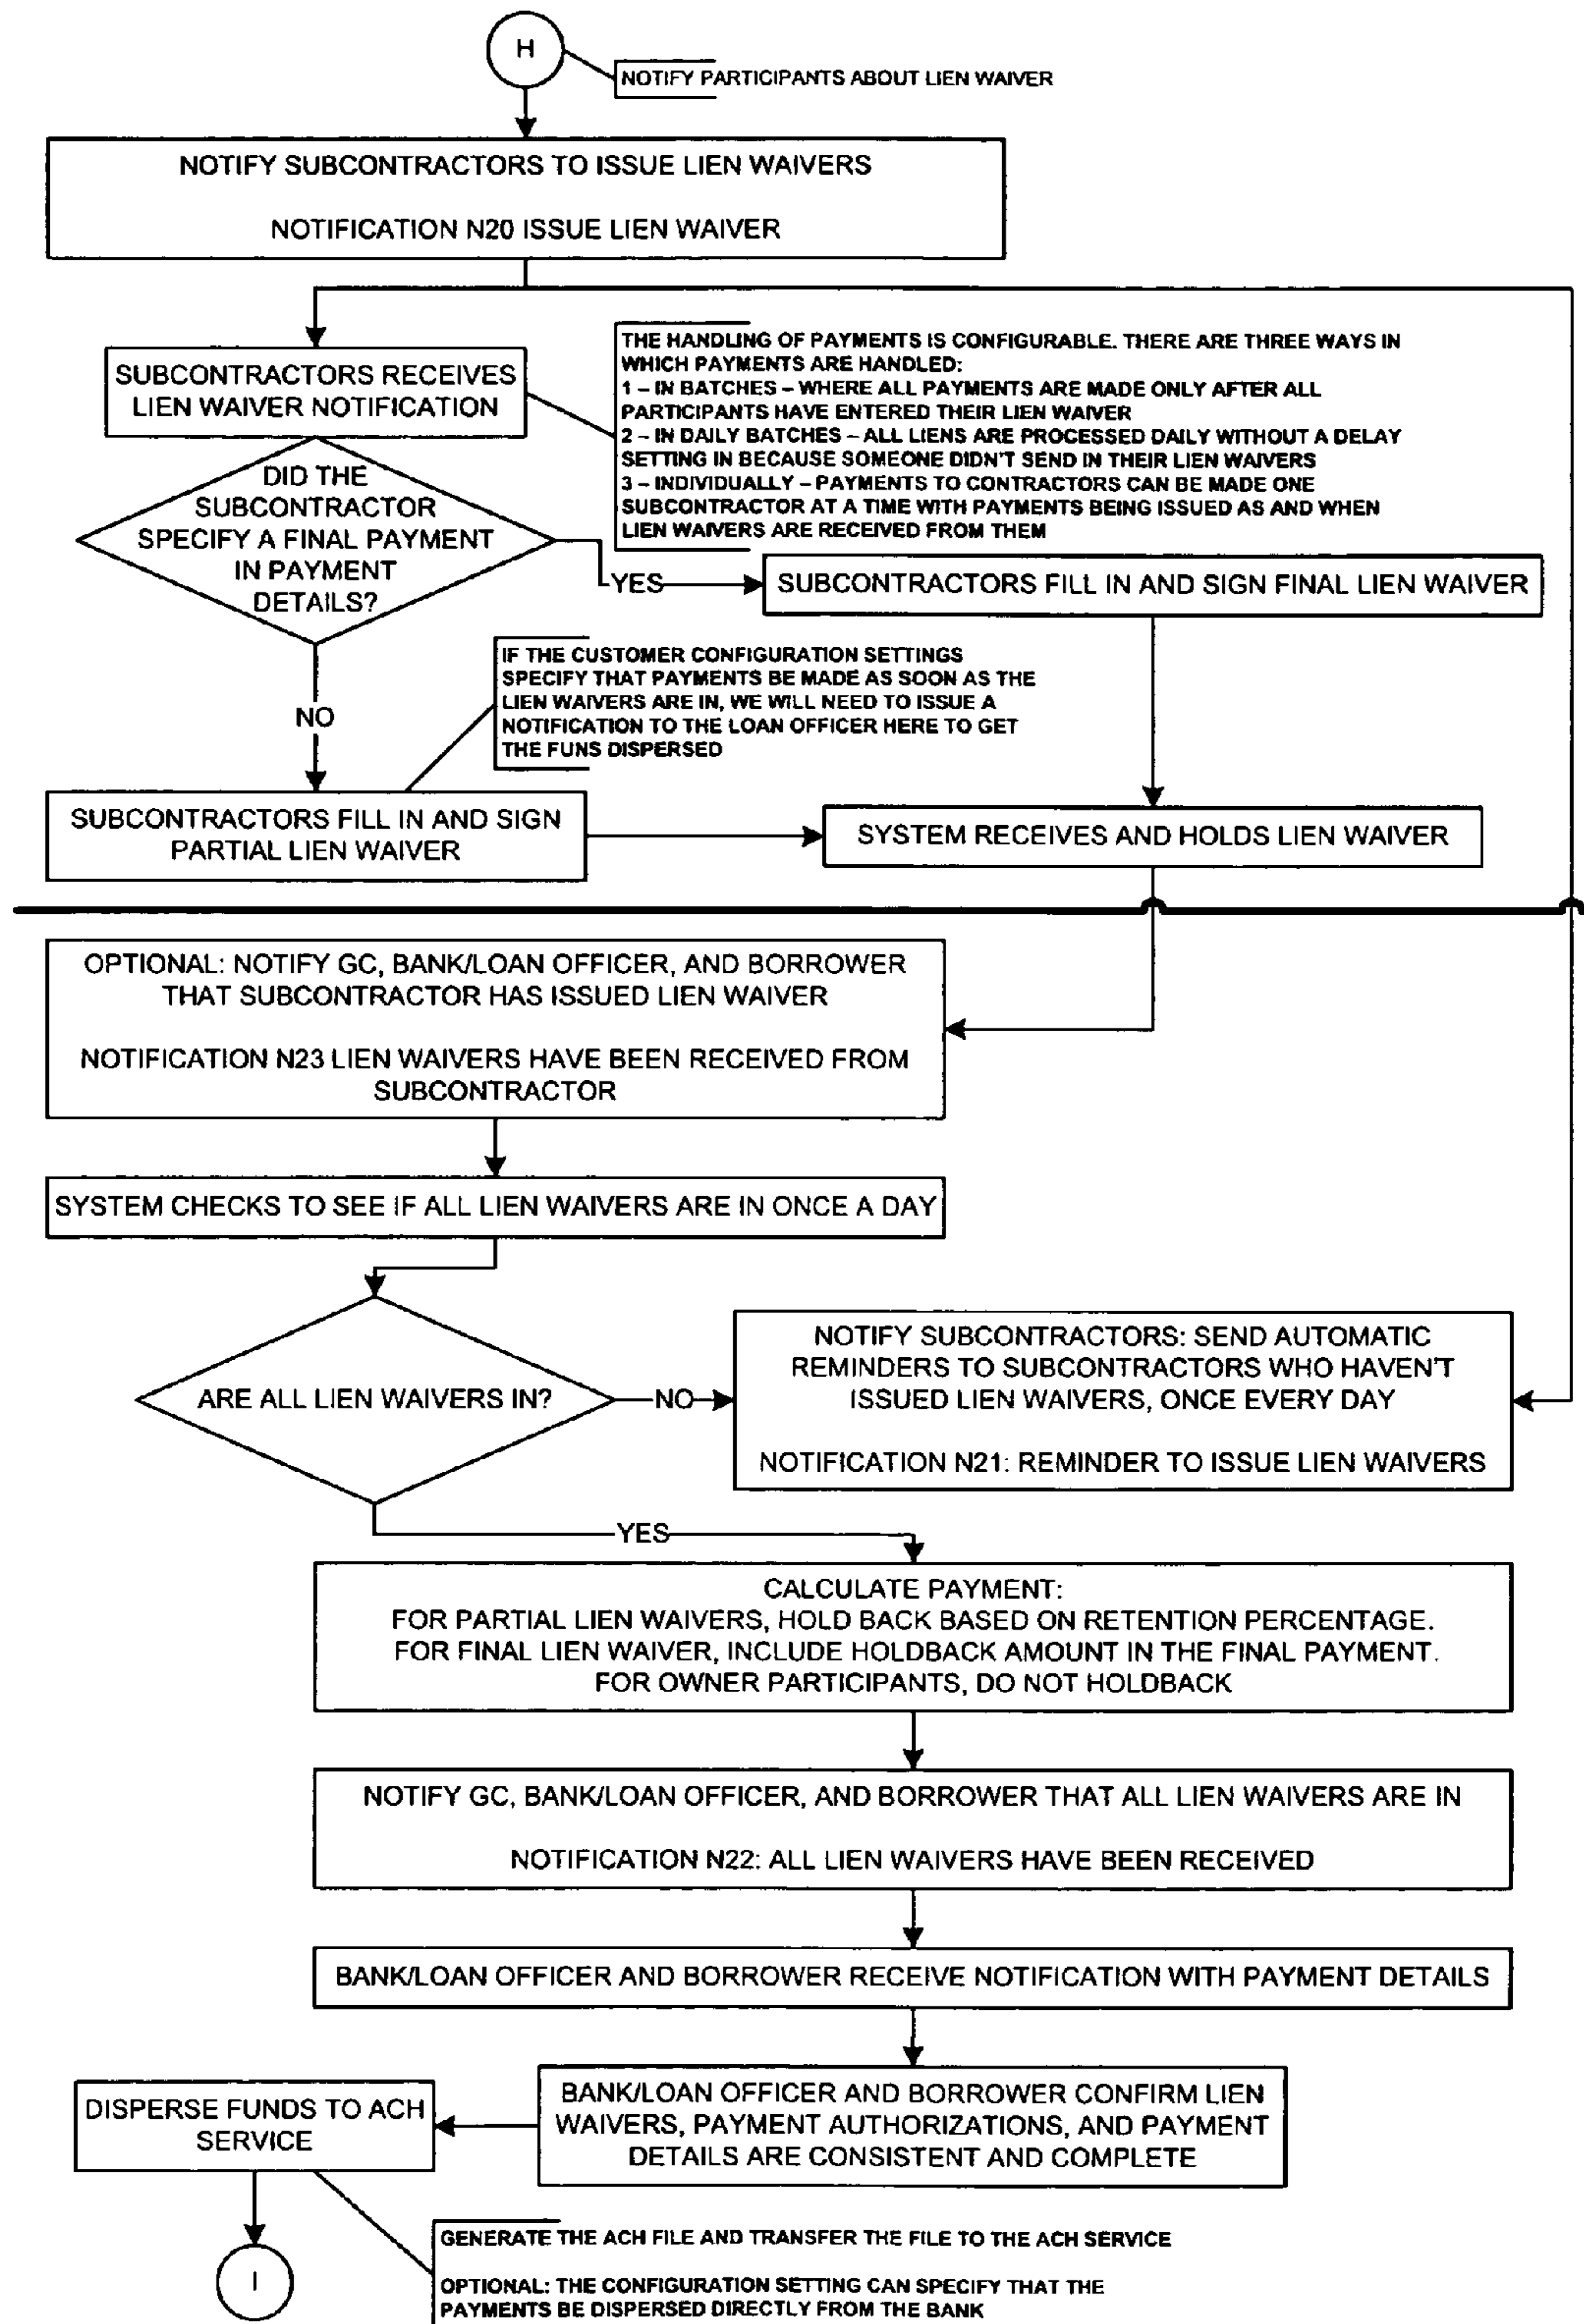 H
NOTIFY PARTICIPANTS ABOUT LIEN WAIVER
NOTIFY SUBCONTRACTORS TO ISSUE LIEN WAIVERS
NOTIFICATION N20 ISSUE LIEN WAIVER
SUBCONTRACTORS RECEIVES
LIEN WAIVER NOTIFICATION
THE HANDLING OF PAYMENTS IS CONFIGURABLE. THERE ARE THREE WAYS IN
WHICH PAYMENTS ARE HANDLED:
1 – IN BATCHES – WHERE ALL PAYMENTS ARE MADE ONLY AFTER ALL
PARTICIPANTS HAVE ENTERED THEIR LIEN WAIVER
2 – IN DAILY BATCHES – ALL LIENS ARE PROCESSED DAILY WITHOUT A DELAY
SETTING IN BECAUSE SOMEONE DIDN'T SEND IN THEIR LIEN WAIVERS
3 – INDIVIDUALLY – PAYMENTS TO CONTRACTORS CAN BE MADE ONE
SUBCONTRACTOR AT A TIME WITH PAYMENTS BEING ISSUED AS AND WHEN
LIEN WAIVERS ARE RECEIVED FROM THEM
DID THE
SUBCONTRACTOR
SPECIFY A FINAL PAYMENT
IN PAYMENT
DETAILS?
YES
SUBCONTRACTORS FILL IN AND SIGN FINAL LIEN WAIVER
IF THE CUSTOMER CONFIGURATION SETTINGS
SPECIFY THAT PAYMENTS BE MADE AS SOON AS THE
LIEN WAIVERS ARE IN, WE WILL NEED TO ISSUE A
NOTIFICATION TO THE LOAN OFFICER HERE TO GET
THE FUNS DISPERSED
NO
SUBCONTRACTORS FILL IN AND SIGN
PARTIAL LIEN WAIVER
SYSTEM RECEIVES AND HOLDS LIEN WAIVER
OPTIONAL: NOTIFY GC, BANK/LOAN OFFICER, AND BORROWER
THAT SUBCONTRACTOR HAS ISSUED LIEN WAIVER
NOTIFICATION N23 LIEN WAIVERS HAVE BEEN RECEIVED FROM
SUBCONTRACTOR
SYSTEM CHECKS TO SEE IF ALL LIEN WAIVERS ARE IN ONCE A DAY
ARE ALL LIEN WAIVERS IN?
NO
NOTIFY SUBCONTRACTORS: SEND AUTOMATIC
REMINDERS TO SUBCONTRACTORS WHO HAVEN'T
ISSUED LIEN WAIVERS, ONCE EVERY DAY
NOTIFICATION N21: REMINDER TO ISSUE LIEN WAIVERS
YES
CALCULATE PAYMENT:
FOR PARTIAL LIEN WAIVERS, HOLD BACK BASED ON RETENTION PERCENTAGE.
FOR FINAL LIEN WAIVER, INCLUDE HOLDBACK AMOUNT IN THE FINAL PAYMENT.
FOR OWNER PARTICIPANTS, DO NOT HOLDBACK
NOTIFY GC, BANK/LOAN OFFICER, AND BORROWER THAT ALL LIEN WAIVERS ARE IN
NOTIFICATION N22: ALL LIEN WAIVERS HAVE BEEN RECEIVED
BANK/LOAN OFFICER AND BORROWER RECEIVE NOTIFICATION WITH PAYMENT DETAILS
BANK/LOAN OFFICER AND BORROWER CONFIRM LIEN
WAIVERS, PAYMENT AUTHORIZATIONS, AND PAYMENT
DETAILS ARE CONSISTENT AND COMPLETE
DISPERSE FUNDS TO ACH
SERVICE
GENERATE THE ACH FILE AND TRANSFER THE FILE TO THE ACH SERVICE
OPTIONAL: THE CONFIGURATION SETTING CAN SPECIFY THAT THE
PAYMENTS BE DISPERSED DIRECTLY FROM THE BANK
I